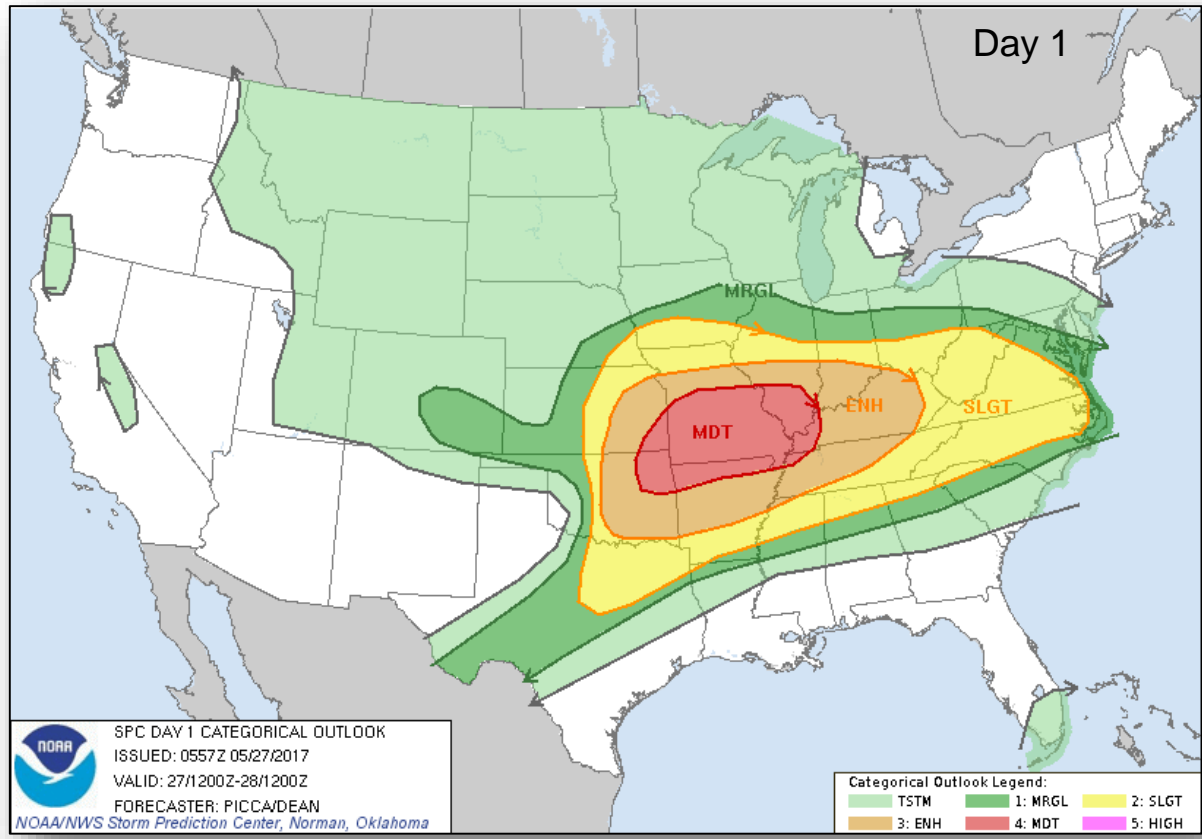 Day 1
MRGL
ENH
SLGT
MDT
NOAA
SPC DAY 1 CATEGORICAL OUTLOOK
ISSUED: 0557Z 05/27/2017
VALID: 27/1200Z-28/1200Z
FORECASTER: PICCA/DEAN
NOAA/NWS Storm Prediction Center, Norman, Oklahoma
Categorical Outlook Legend:
TSTM 1: MRGL 2: SLGT
3: ENH 4: MDT 5: HIGH